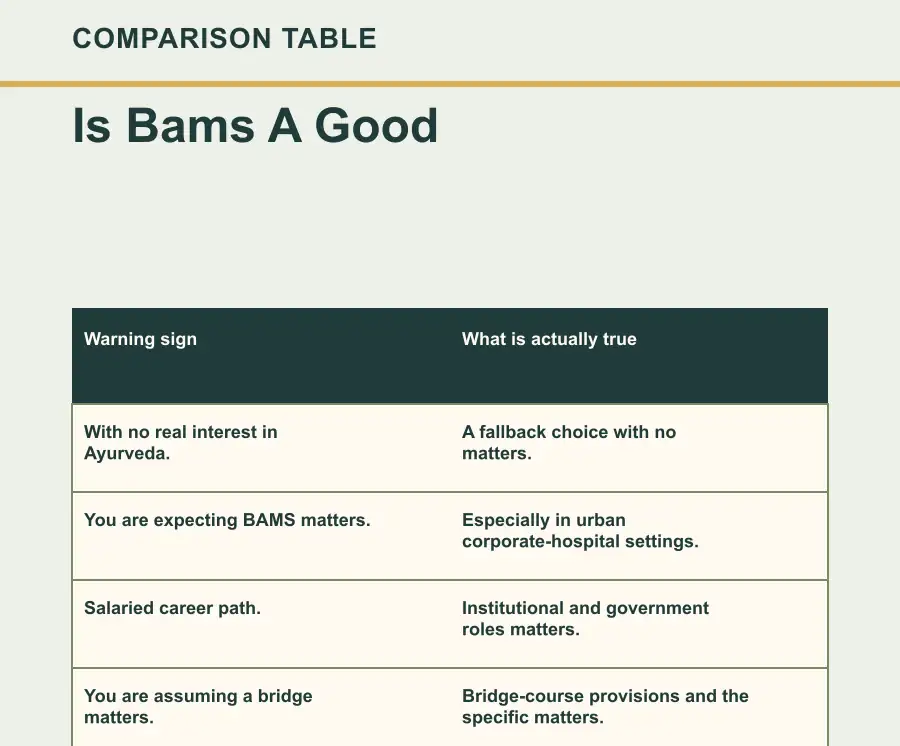 COMPARISON TABLE
Is Bams A Good
Warning sign
What is actually true
With no real interest in
Ayurveda.
A fallback choice with no
matters.
You are expecting BAMS matters.
Especially in urban
corporate-hospital settings.
Salaried career path.
Institutional and government
roles matters.
You are assuming a bridge
matters.
Bridge-course provisions and the
specific matters.